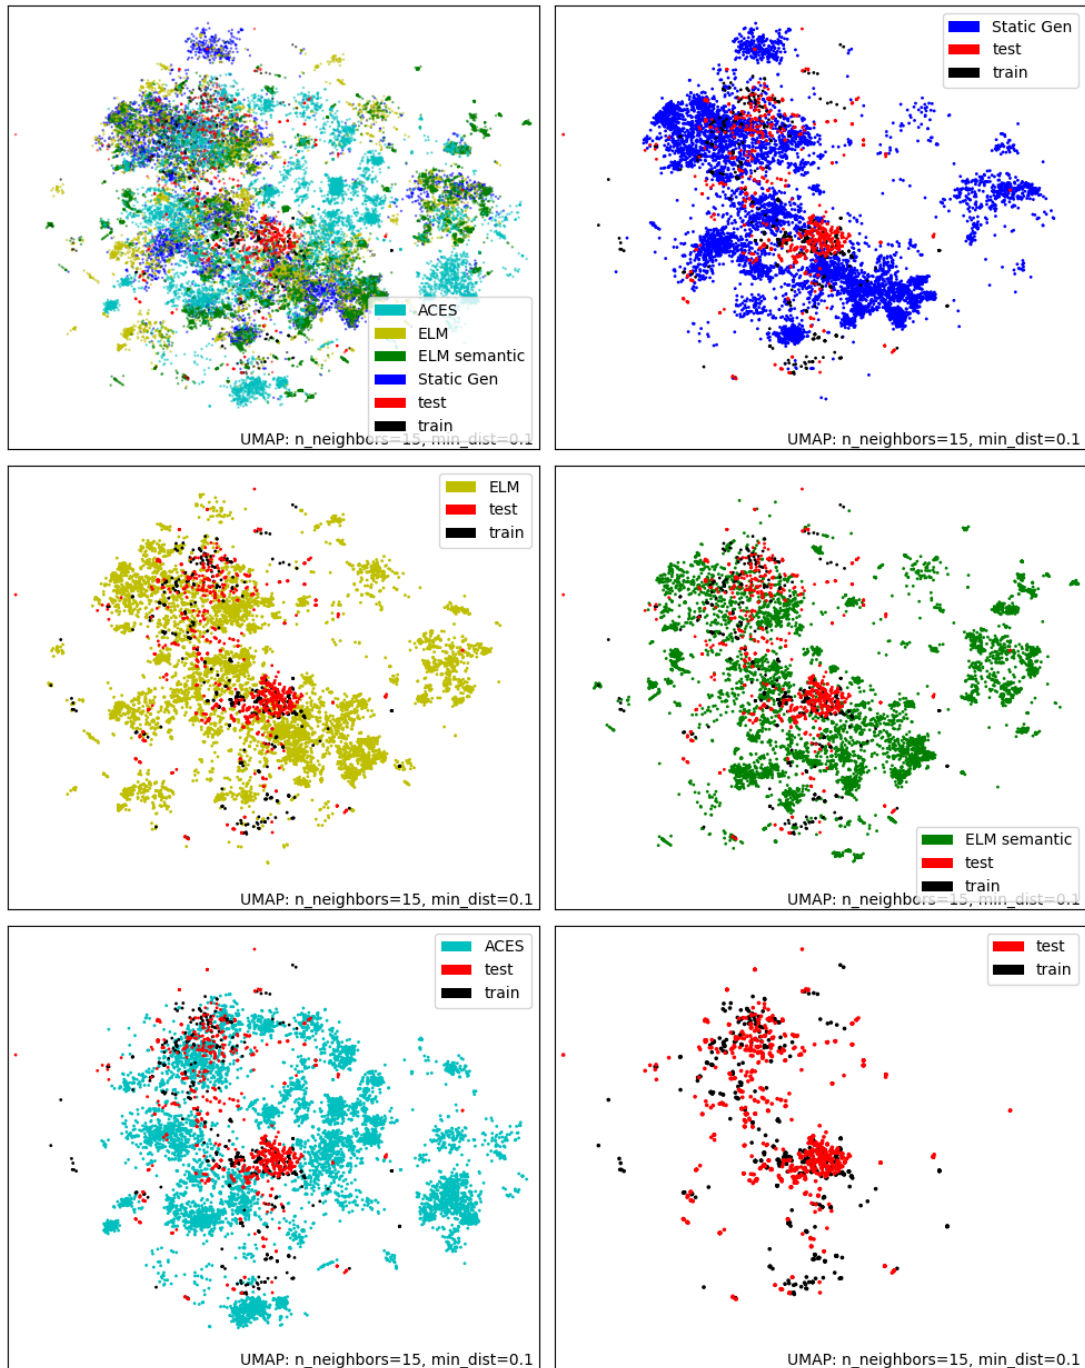 ACES
ELM
ELM semantic
Static Gen
test
train
UMAP: n_neighbors=15, min_dist=0.1
Static Gen
test
train
UMAP: n_neighbors=15, min_dist=0.1
ELM
test
train
UMAP: n_neighbors=15, min_dist=0.1
ELM semantic
test
train
UMAP: n_neighbors=15, min_dist=0.1
ACES
test
train
UMAP: n_neighbors=15, min_dist=0.1
test
train
UMAP: n_neighbors=15, min_dist=0.1